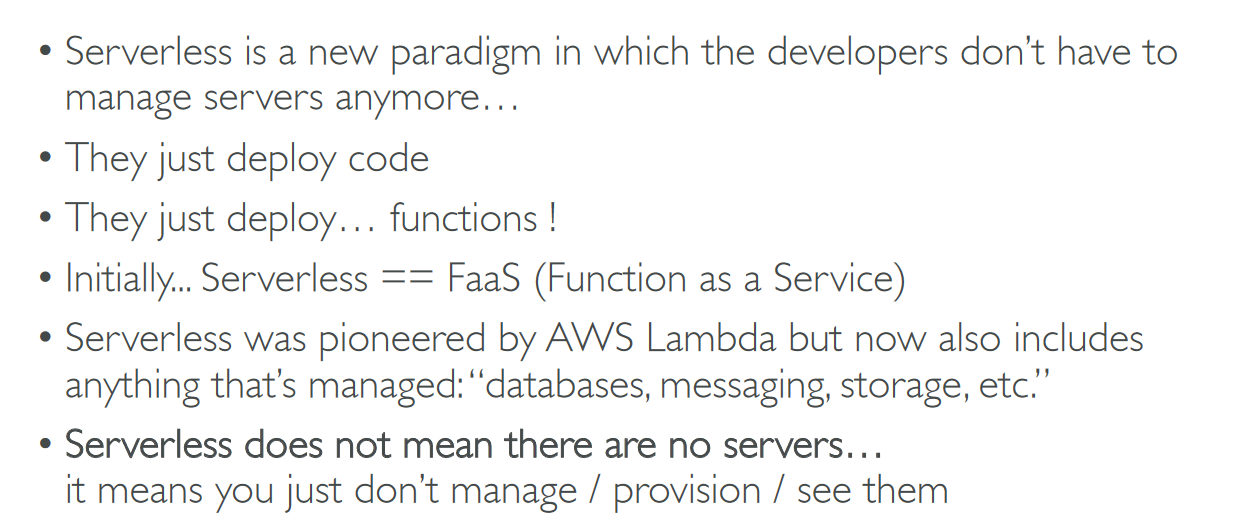 • Serverless is a new paradigm in which the developers don’t have to
manage servers anymore…
• They just deploy code
• They just deploy… functions !
• Initially... Serverless == FaaS (Function as a Service)
• Serverless was pioneered by AWS Lambda but now also includes
anything that’s managed: “databases, messaging, storage, etc.”
• Serverless does not mean there are no servers…
it means you just don’t manage / provision / see them